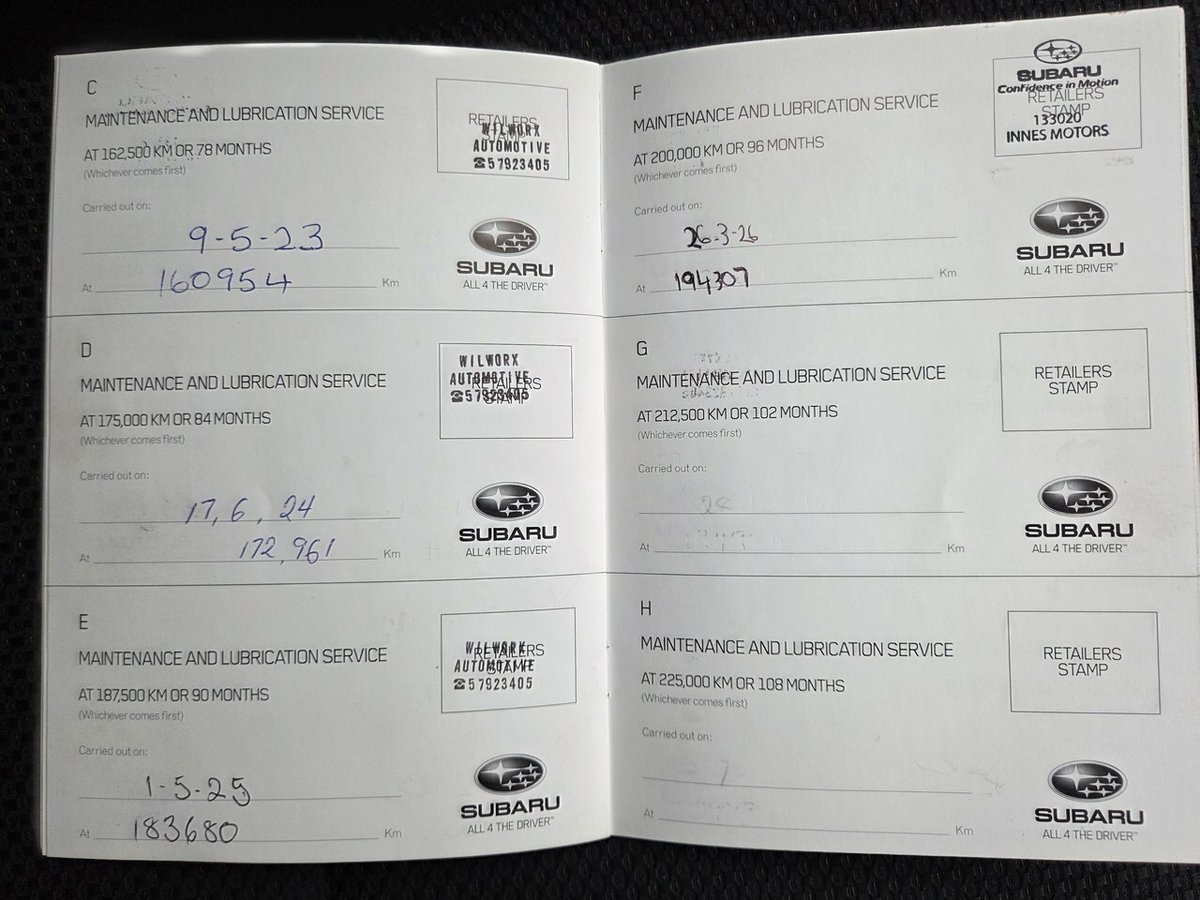 C
MAINTENANCE AND LUBRICATION SERVICE
AT 162,500 KM OR 78 MONTHS
(Whichever comes first)
Carried out on:
9-5-23
At 160954 Km
RETAILERS
STAMP
WILWORX
AUTOMOTIVE
☎57923405
SUBARU
ALL 4 THE DRIVER™
D
MAINTENANCE AND LUBRICATION SERVICE
AT 175,000 KM OR 84 MONTHS
(Whichever comes first)
Carried out on:
17, 6, 24
At 172,961 Km
RETAILERS
STAMP
WILWORX
AUTOMOTIVE
☎57923405
SUBARU
ALL 4 THE DRIVER™
E
MAINTENANCE AND LUBRICATION SERVICE
AT 187,500 KM OR 90 MONTHS
(Whichever comes first)
Carried out on:
1-5-25
At 183680 Km
RETAILERS
STAMP
WILWORX
AUTOMOTIVE
☎57923405
SUBARU
ALL 4 THE DRIVER™
F
MAINTENANCE AND LUBRICATION SERVICE
AT 200,000 KM OR 96 MONTHS
(Whichever comes first)
Carried out on:
26-3-26
At 194307 Km
RETAILERS
STAMP
SUBARU
Confidence in Motion
133020
INNES MOTORS
SUBARU
ALL 4 THE DRIVER™
G
MAINTENANCE AND LUBRICATION SERVICE
AT 212,500 KM OR 102 MONTHS
(Whichever comes first)
Carried out on:
At Km
RETAILERS
STAMP
SUBARU
ALL 4 THE DRIVER™
H
MAINTENANCE AND LUBRICATION SERVICE
AT 225,000 KM OR 108 MONTHS
(Whichever comes first)
Carried out on:
At Km
RETAILERS
STAMP
SUBARU
ALL 4 THE DRIVER™